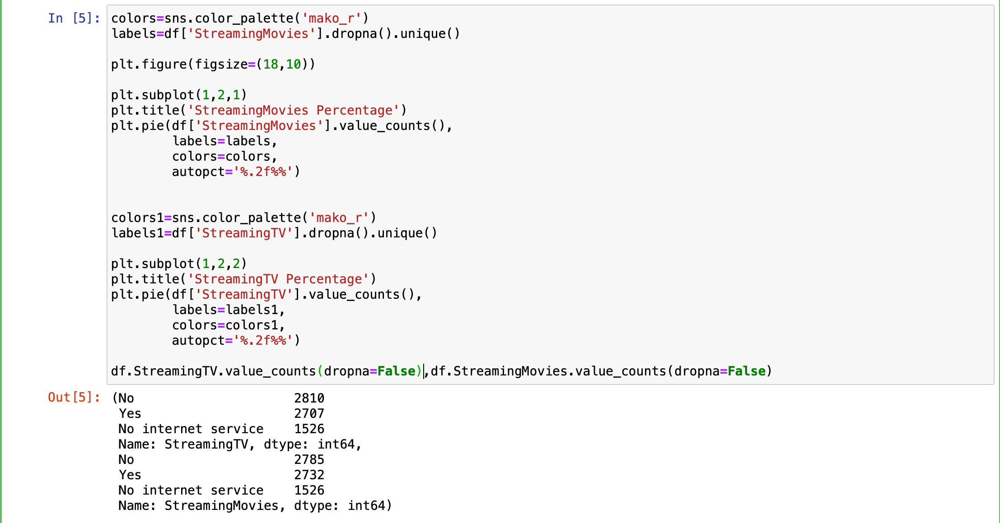 In [5]: colors=sns.color_palette('mako_r')
labels=df['StreamingMovies'].dropna().unique()

plt.figure(figsize=(18,10))

plt.subplot(1,2,1)
plt.title('StreamingMovies Percentage')
plt.pie(df['StreamingMovies'].value_counts(),
        labels=labels,
        colors=colors,
        autopct='%.2f%%')


colors1=sns.color_palette('mako_r')
labels1=df['StreamingTV'].dropna().unique()

plt.subplot(1,2,2)
plt.title('StreamingTV Percentage')
plt.pie(df['StreamingTV'].value_counts(),
        labels=labels1,
        colors=colors1,
        autopct='%.2f%%')

df.StreamingTV.value_counts(dropna=False),df.StreamingMovies.value_counts(dropna=False)
Out[5]: (No                     2810
 Yes                    2707
 No internet service    1526
 Name: StreamingTV, dtype: int64,
 No                     2785
 Yes                    2732
 No internet service    1526
 Name: StreamingMovies, dtype: int64)